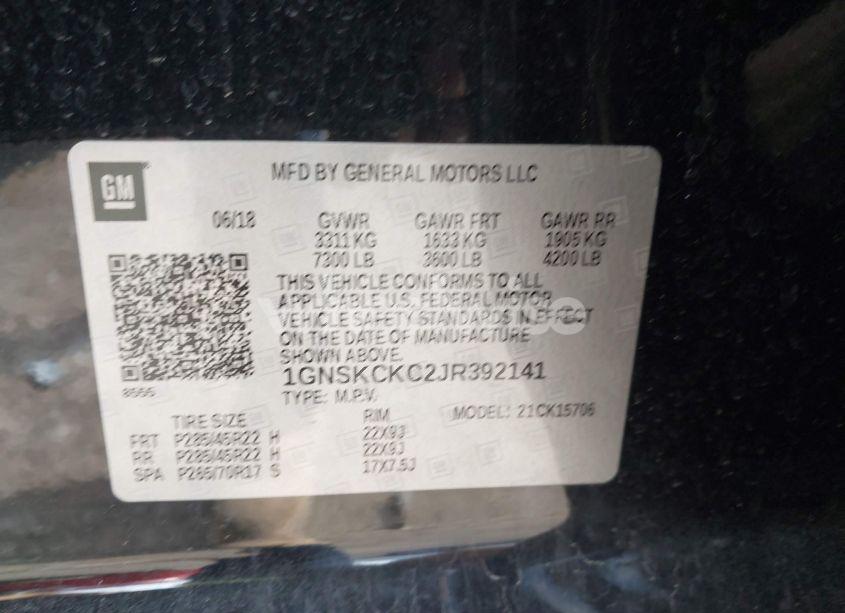 GM
MFD BY GENERAL MOTORS LLC
06/18 GVWR GAWR FRT GAWR RR
3311 KG 1633 KG 1905 KG
7300 LB 3600 LB 4200 LB
THIS VEHICLE CONFORMS TO ALL
APPLICABLE U.S. FEDERAL MOTOR
VEHICLE SAFETY STANDARDS IN EFFECT
ON THE DATE OF MANUFACTURE
SHOWN ABOVE.
1GNSKCKC2JR392141
TYPE: M.P.V. MODEL: 21CK15706
TIRE SIZE RIM
FRT P285/45R22 H 22X9J
RR P285/45R22 H 22X9J
SPA P265/70R17 S 17X7.5J